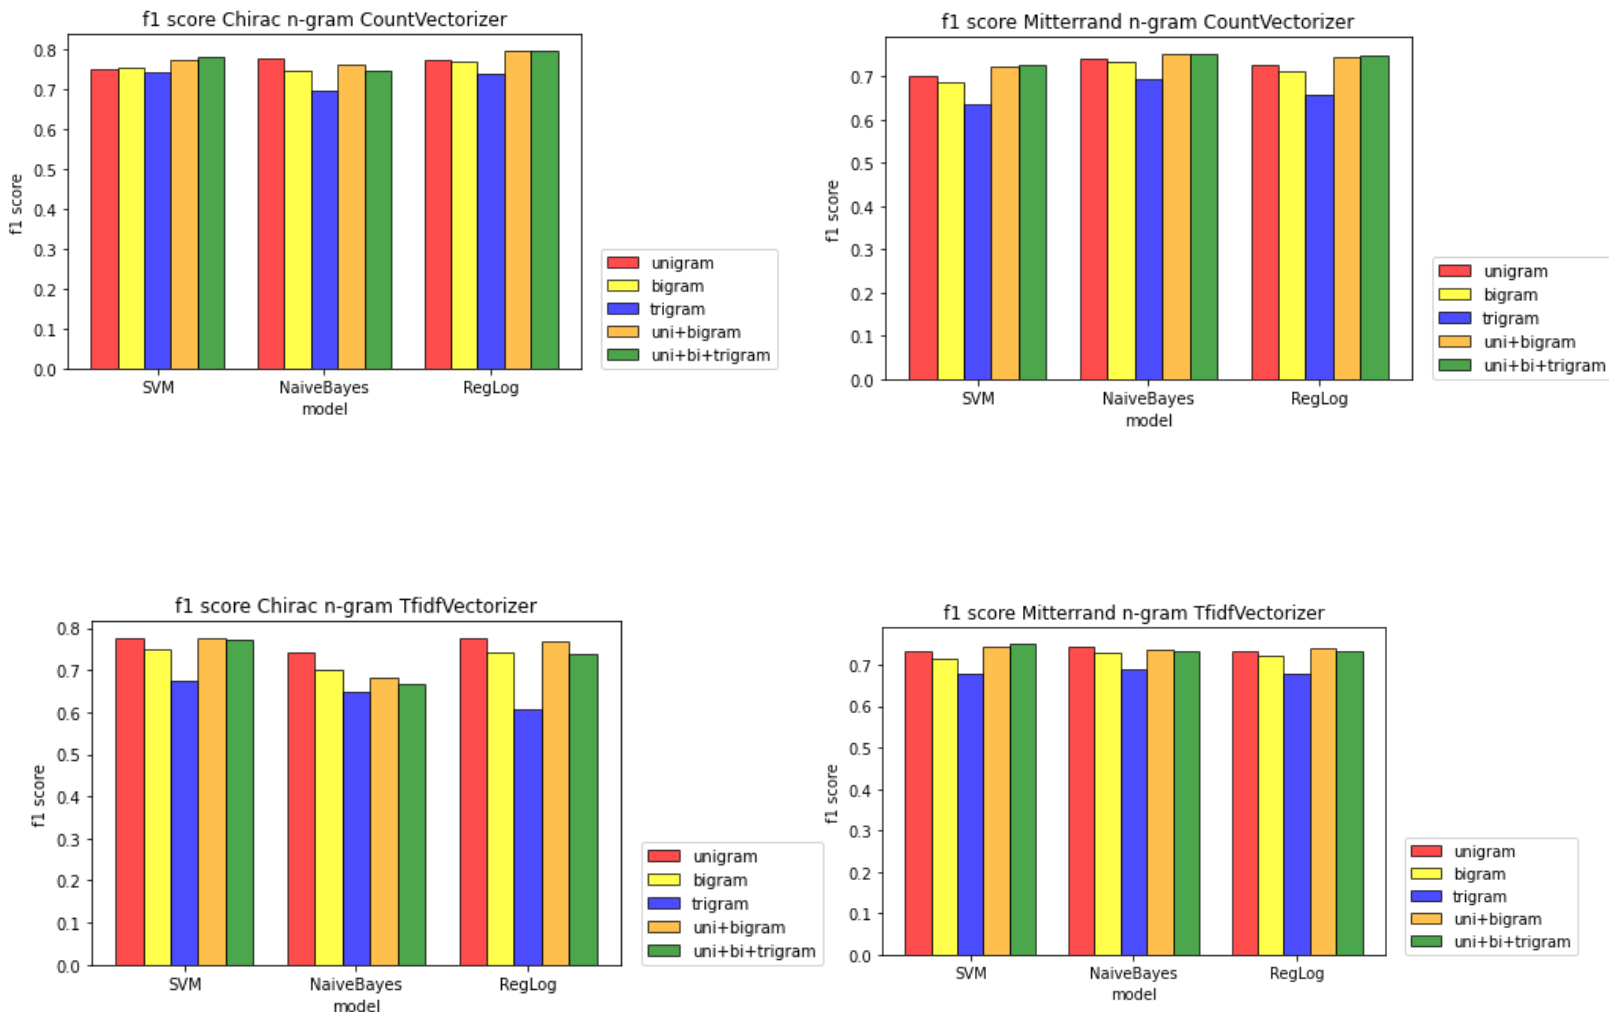 f1 score Chirac n-gram CountVectorizer
f1 score
0.8
0.7
0.6
0.5
0.4
0.3
0.2
0.1
0.0
SVM
NaiveBayes
RegLog
model
unigram
bigram
trigram
uni+bigram
uni+bi+trigram
f1 score Mitterrand n-gram CountVectorizer
f1 score
0.7
0.6
0.5
0.4
0.3
0.2
0.1
0.0
SVM
NaiveBayes
RegLog
model
unigram
bigram
trigram
uni+bigram
uni+bi+trigram
f1 score Chirac n-gram TfidfVectorizer
f1 score
0.8
0.7
0.6
0.5
0.4
0.3
0.2
0.1
0.0
SVM
NaiveBayes
RegLog
model
unigram
bigram
trigram
uni+bigram
uni+bi+trigram
f1 score Mitterrand n-gram TfidfVectorizer
f1 score
0.7
0.6
0.5
0.4
0.3
0.2
0.1
0.0
SVM
NaiveBayes
RegLog
model
unigram
bigram
trigram
uni+bigram
uni+bi+trigram